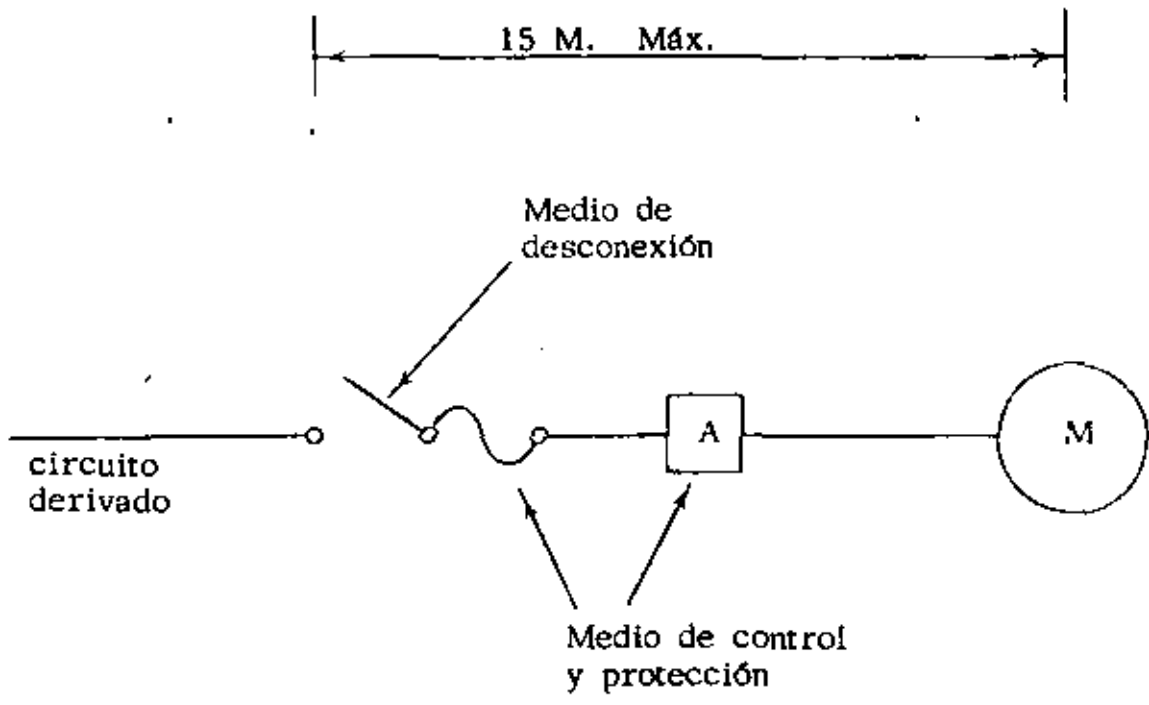 15 M. Máx.
Medio de
desconexión
A
M
circuito
derivado
Medio de control
y protección